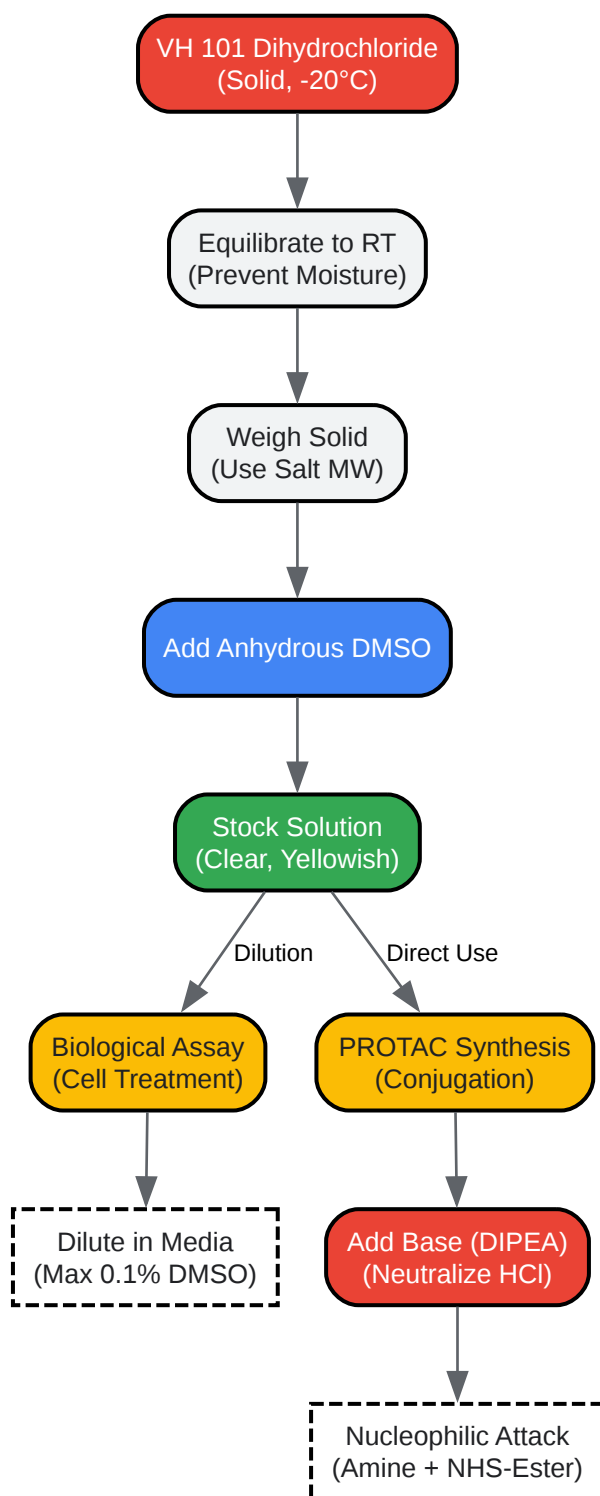 VH 101 Dihydrochloride
(Solid, -20°C)
Equilibrate to RT
(Prevent Moisture)
Weigh Solid
(Use Salt MW)
Add Anhydrous DMSO
Stock Solution
(Clear, Yellowish)
Dilution
Direct Use
Biological Assay
(Cell Treatment)
PROTAC Synthesis
(Conjugation)
Dilute in Media
(Max 0.1% DMSO)
Add Base (DIPEA)
(Neutralize HCl)
Nucleophilic Attack
(Amine + NHS-Ester)